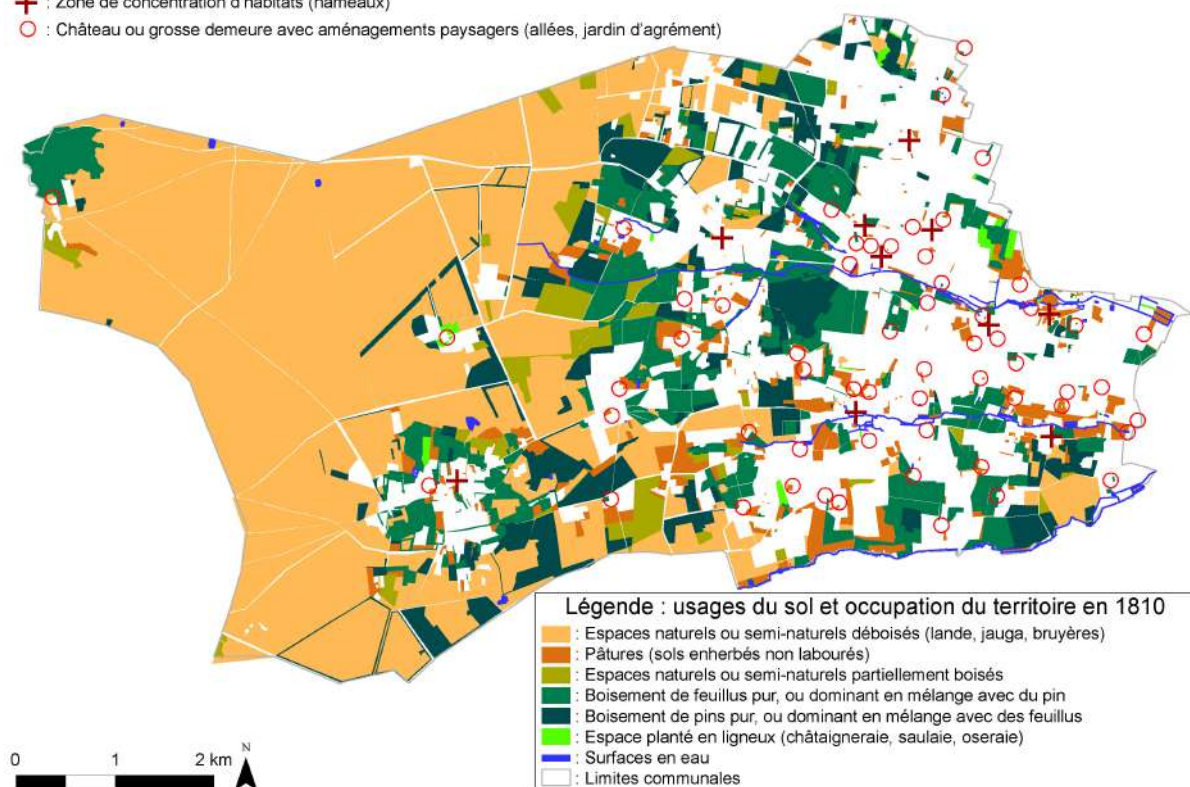 : Zone de concentration d'habitats (hameaux)
: Château ou grosse demeure avec aménagements paysagers (allées, jardin d'agrément)
Légende : usages du sol et occupation du territoire en 1810
: Espaces naturels ou semi-naturels déboisés (lande, jauga, bruyères)
: Pâtures (sols enherbés non labourés)
: Espaces naturels ou semi-naturels partiellement boisés
: Boisement de feuillus pur, ou dominant en mélange avec du pin
: Boisement de pins pur, ou dominant en mélange avec des feuillus
: Espace planté en ligneux (châtaigneraie, saulaie, oseraie)
: Surfaces en eau
: Limites communales
0 1 2 km N